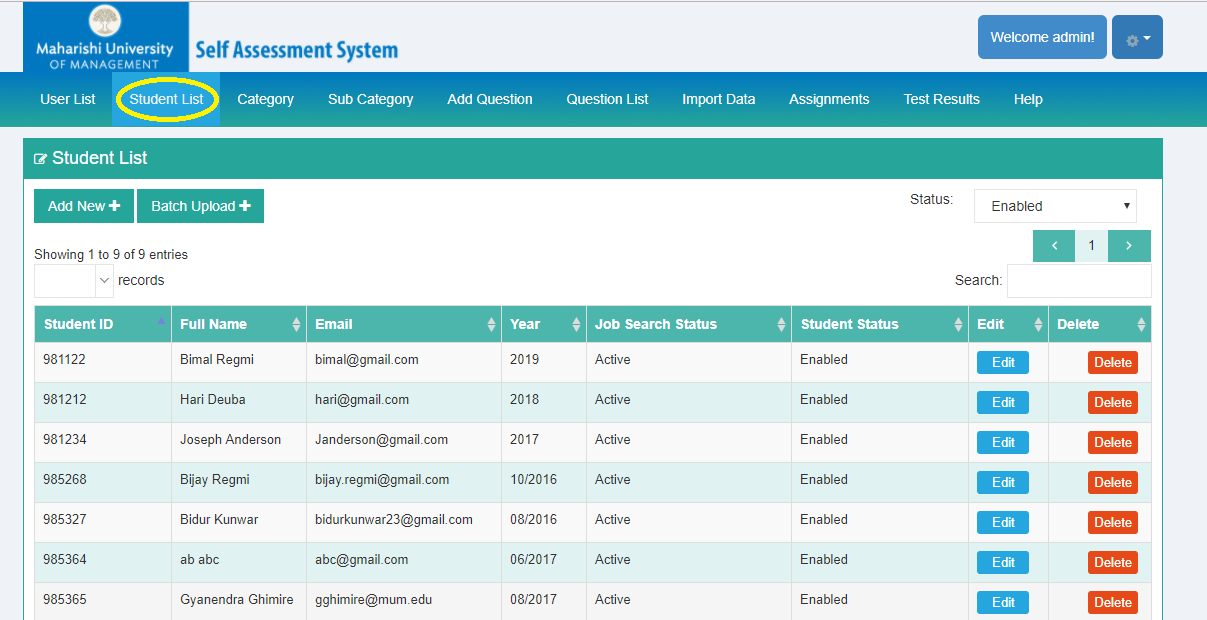 Maharishi University
OF MANAGEMENT
Self Assessment System
Welcome admin!
User List Student List Category Sub Category Add Question Question List Import Data Assignments Test Results Help
Student List
Add New Batch Upload
Status: Enabled
1
Showing 1 to 9 of 9 entries
records
Search:
Student ID Full Name Email Year Job Search Status Student Status Edit Delete
981122 Bimal Regmi bimal@gmail.com 2019 Active Enabled Edit Delete
981212 Hari Deuba hari@gmail.com 2018 Active Enabled Edit Delete
981234 Joseph Anderson Janderson@gmail.com 2017 Active Enabled Edit Delete
985268 Bijay Regmi bijay.regmi@gmail.com 10/2016 Active Enabled Edit Delete
985327 Bidur Kunwar bidurkunwar23@gmail.com 08/2016 Active Enabled Edit Delete
985364 ab abc abc@gmail.com 06/2017 Active Enabled Edit Delete
985365 Gyanendra Ghimire gghimire@mum.edu 08/2017 Active Enabled Edit Delete